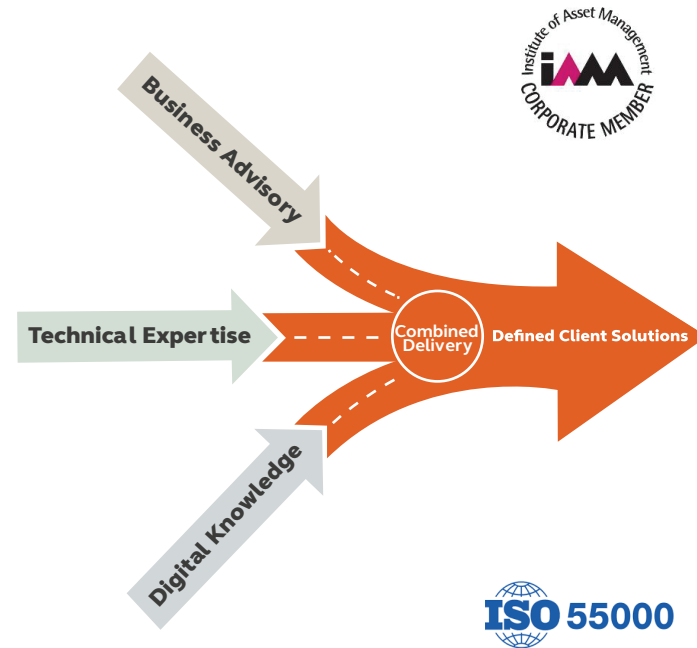 Institute of Asset Management
iAM
CORPORATE MEMBER
Business Advisory
Technical Expertise
Combined
Delivery
Defined Client Solutions
Digital Knowledge
ISO 55000